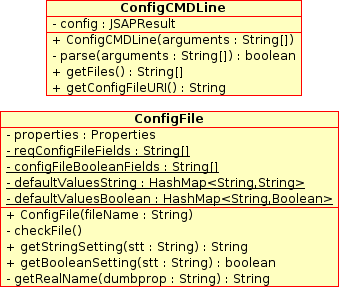 ConfigCMDLine
- config : JSAPResult
+ ConfigCMDLine(arguments : String[])
- parse(arguments : String[]) : boolean
+ getFiles() : String[]
+ getConfigFileURI() : String
ConfigFile
- properties : Properties
- reqConfigFileFields : String[]
- configFileBooleanFields : String[]
- defaultValuesString : HashMap<String,String>
- defaultValuesBoolean : HashMap<String,Boolean>
+ ConfigFile(fileName : String)
- checkFile()
+ getStringSetting(stt : String) : String
+ getBooleanSetting(stt : String) : boolean
- getRealName(dumbprop : String) : String